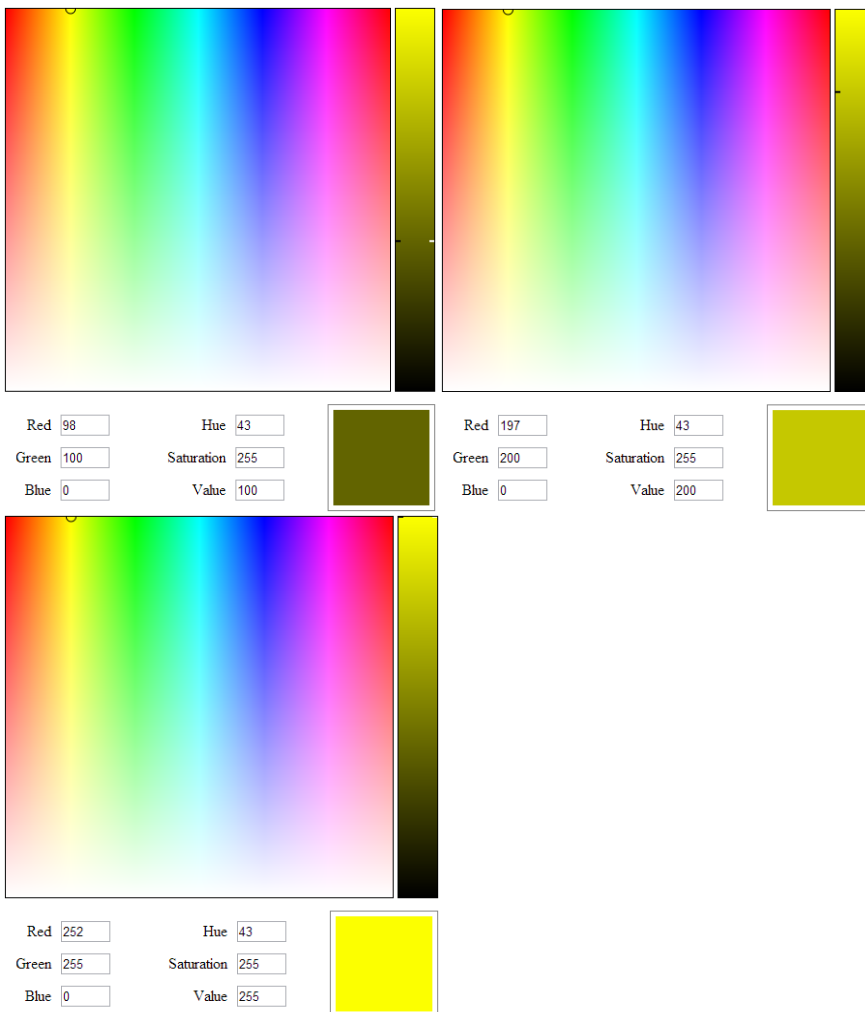 Red 98 Hue 43
Green 100 Saturation 255
Blue 0 Value 100
Red 197 Hue 43
Green 200 Saturation 255
Blue 0 Value 200
Red 252 Hue 43
Green 255 Saturation 255
Blue 0 Value 255